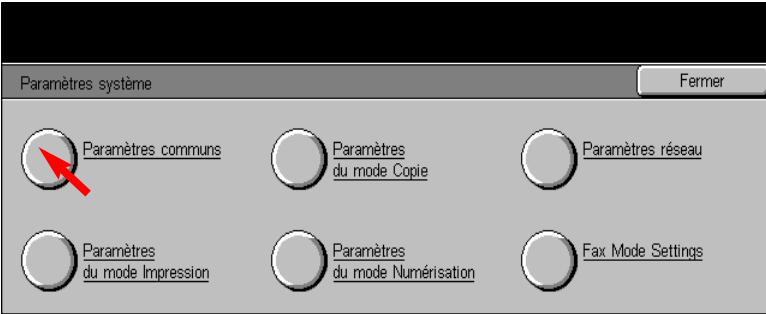 Paramètres système
Fermer
Paramètres communs
Paramètres
du mode Copie
Paramètres réseau
Paramètres
du mode Impression
Paramètres
du mode Numérisation
Fax Mode Settings